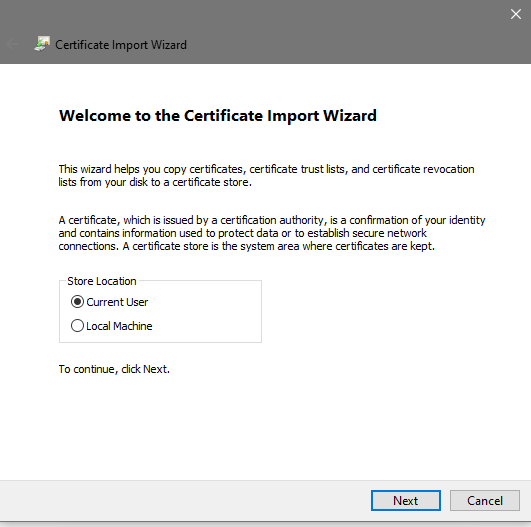 Certificate Import Wizard
Welcome to the Certificate Import Wizard
This wizard helps you copy certificates, certificate trust lists, and certificate revocation
lists from your disk to a certificate store.
A certificate, which is issued by a certification authority, is a confirmation of your identity
and contains information used to protect data or to establish secure network
connections. A certificate store is the system area where certificates are kept.
Store Location
Current User
Local Machine
To continue, click Next.
Next
Cancel